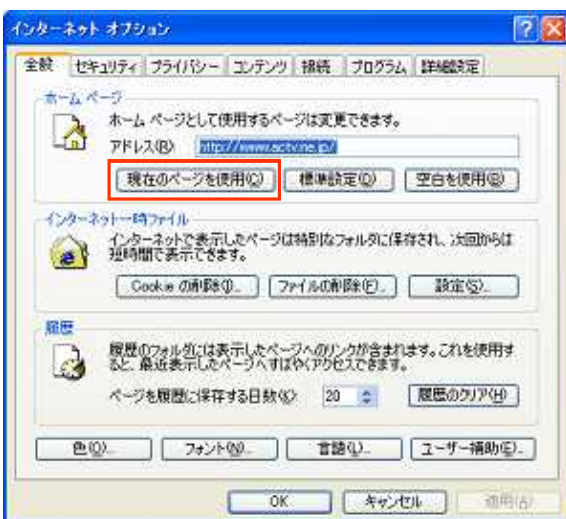 インターネット オプション
全般 セキュリティ プライバシー コンテンツ 接続 プログラム 詳細設定
ホーム ページ
ホーム ページとして使用するページは変更できます。
アドレス(R) http://www.actv.ne.jp/
現在のページを使用(C) 標準設定(D) 空白を使用(B)
インターネット一時ファイル
インターネットで表示したページは特別なフォルダに保存され、次回からは
短時間で表示できます。
Cookie の削除(I)... ファイルの削除(F)... 設定(S)...
履歴
履歴のフォルダには表示したページへのリンクが含まれます。これを使用す
ると、最近表示したページへすばやくアクセスできます。
ページを履歴に保存する日数(K): 20 履歴のクリア(H)
色(O)... フォント(N)... 言語(L)... ユーザー補助(E)...
OK キャンセル 適用(A)